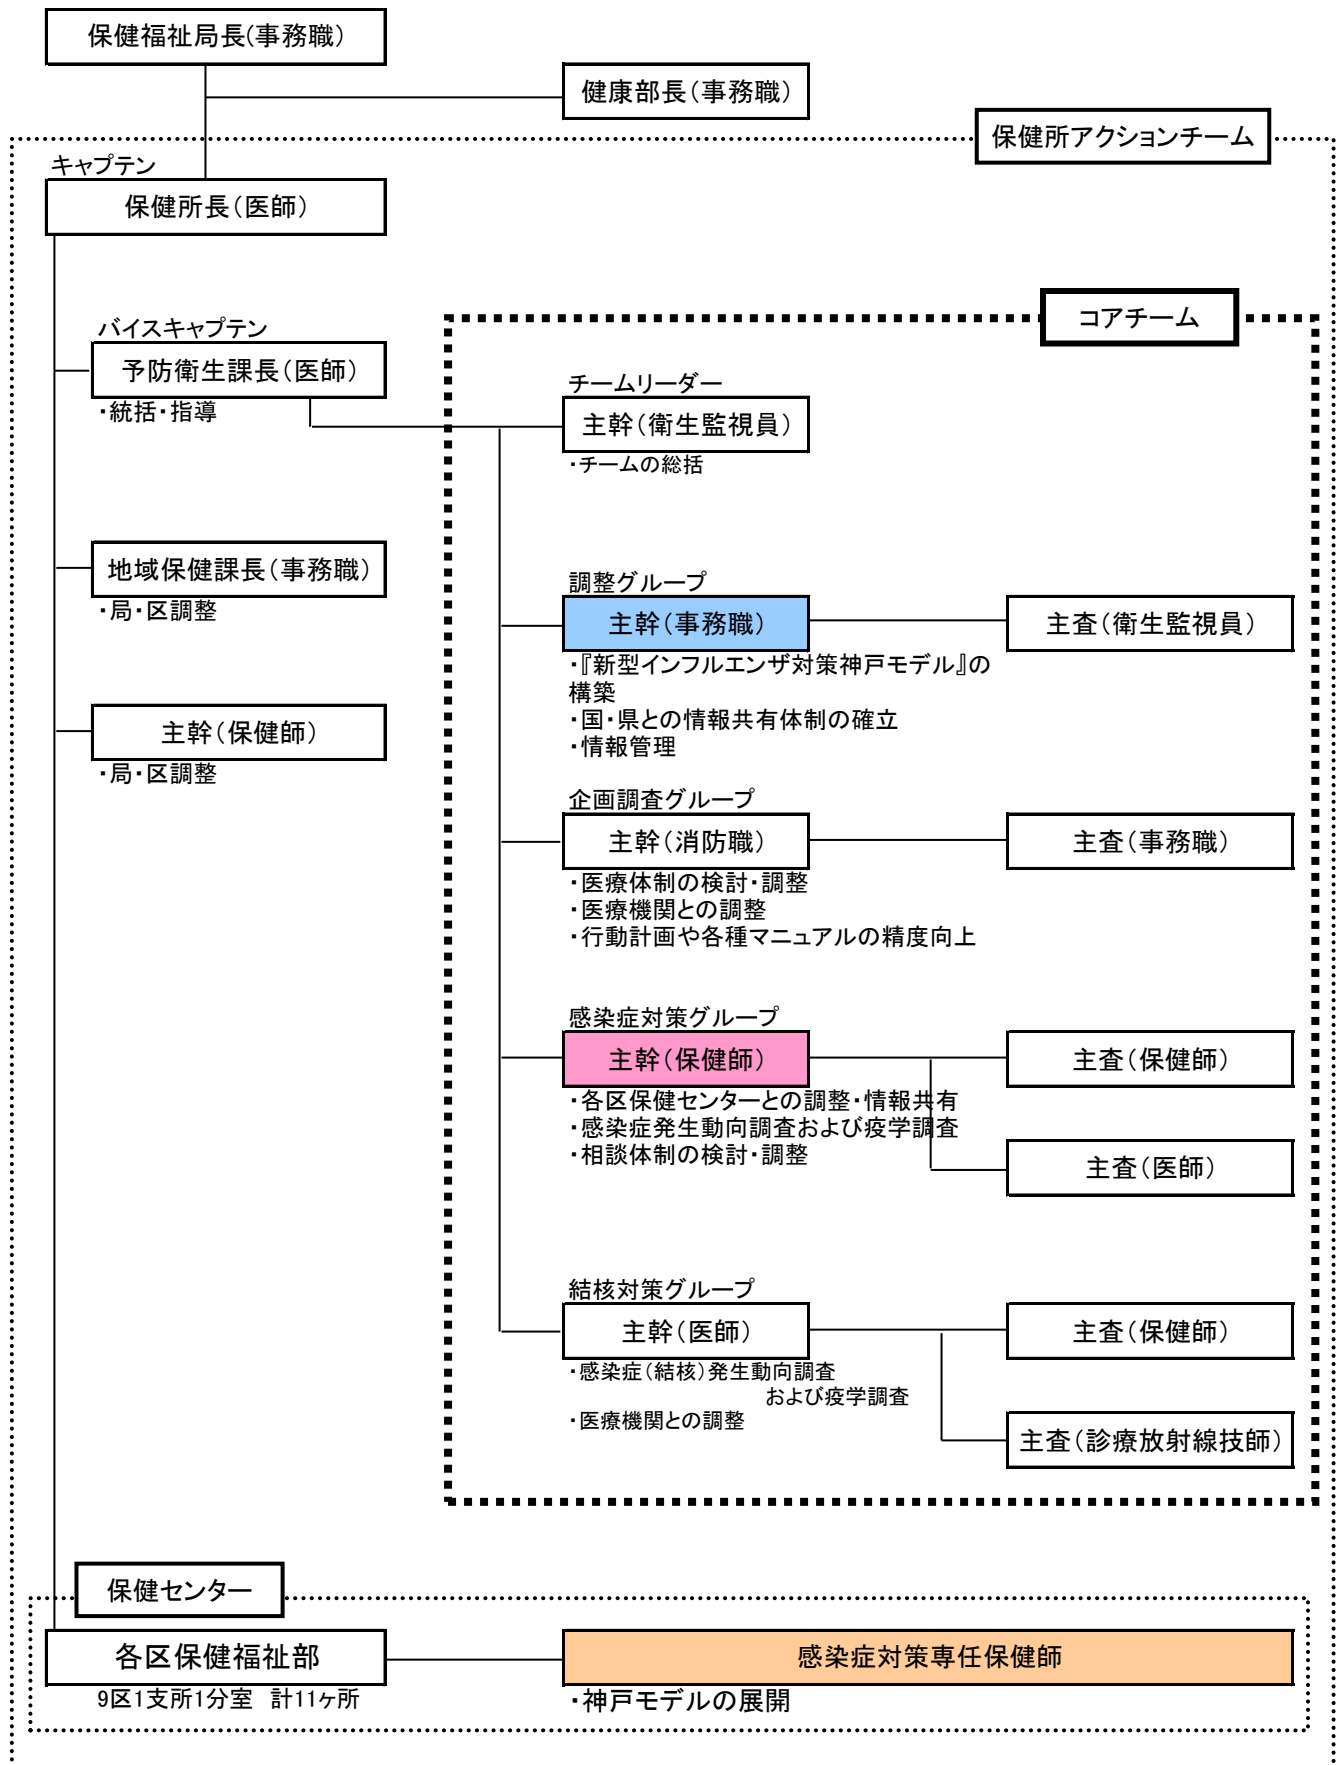 保健福祉局長(事務職)
健康部長(事務職)
保健所アクションチーム
キャプテン
保健所長(医師)
コアチーム
バイスキャプテン
予防衛生課長(医師)
・統括・指導
チームリーダー
主幹(衛生監視員)
・チームの総括
地域保健課長(事務職)
・局・区調整
調整グループ
主幹(事務職)
主査(衛生監視員)
・『新型インフルエンザ対策神戸モデル』の
構築
・国・県との情報共有体制の確立
・情報管理
主幹(保健師)
・局・区調整
企画調査グループ
主幹(消防職)
主査(事務職)
・医療体制の検討・調整
・医療機関との調整
・行動計画や各種マニュアルの精度向上
感染症対策グループ
主幹(保健師)
主査(保健師)
・各区保健センターとの調整・情報共有
・感染症発生動向調査および疫学調査
・相談体制の検討・調整
主査(医師)
結核対策グループ
主幹(医師)
主査(保健師)
・感染症(結核)発生動向調査
および疫学調査
・医療機関との調整
主査(診療放射線技師)
保健センター
各区保健福祉部
感染症対策専任保健師
9区1支所1分室 計11ヶ所
・神戸モデルの展開